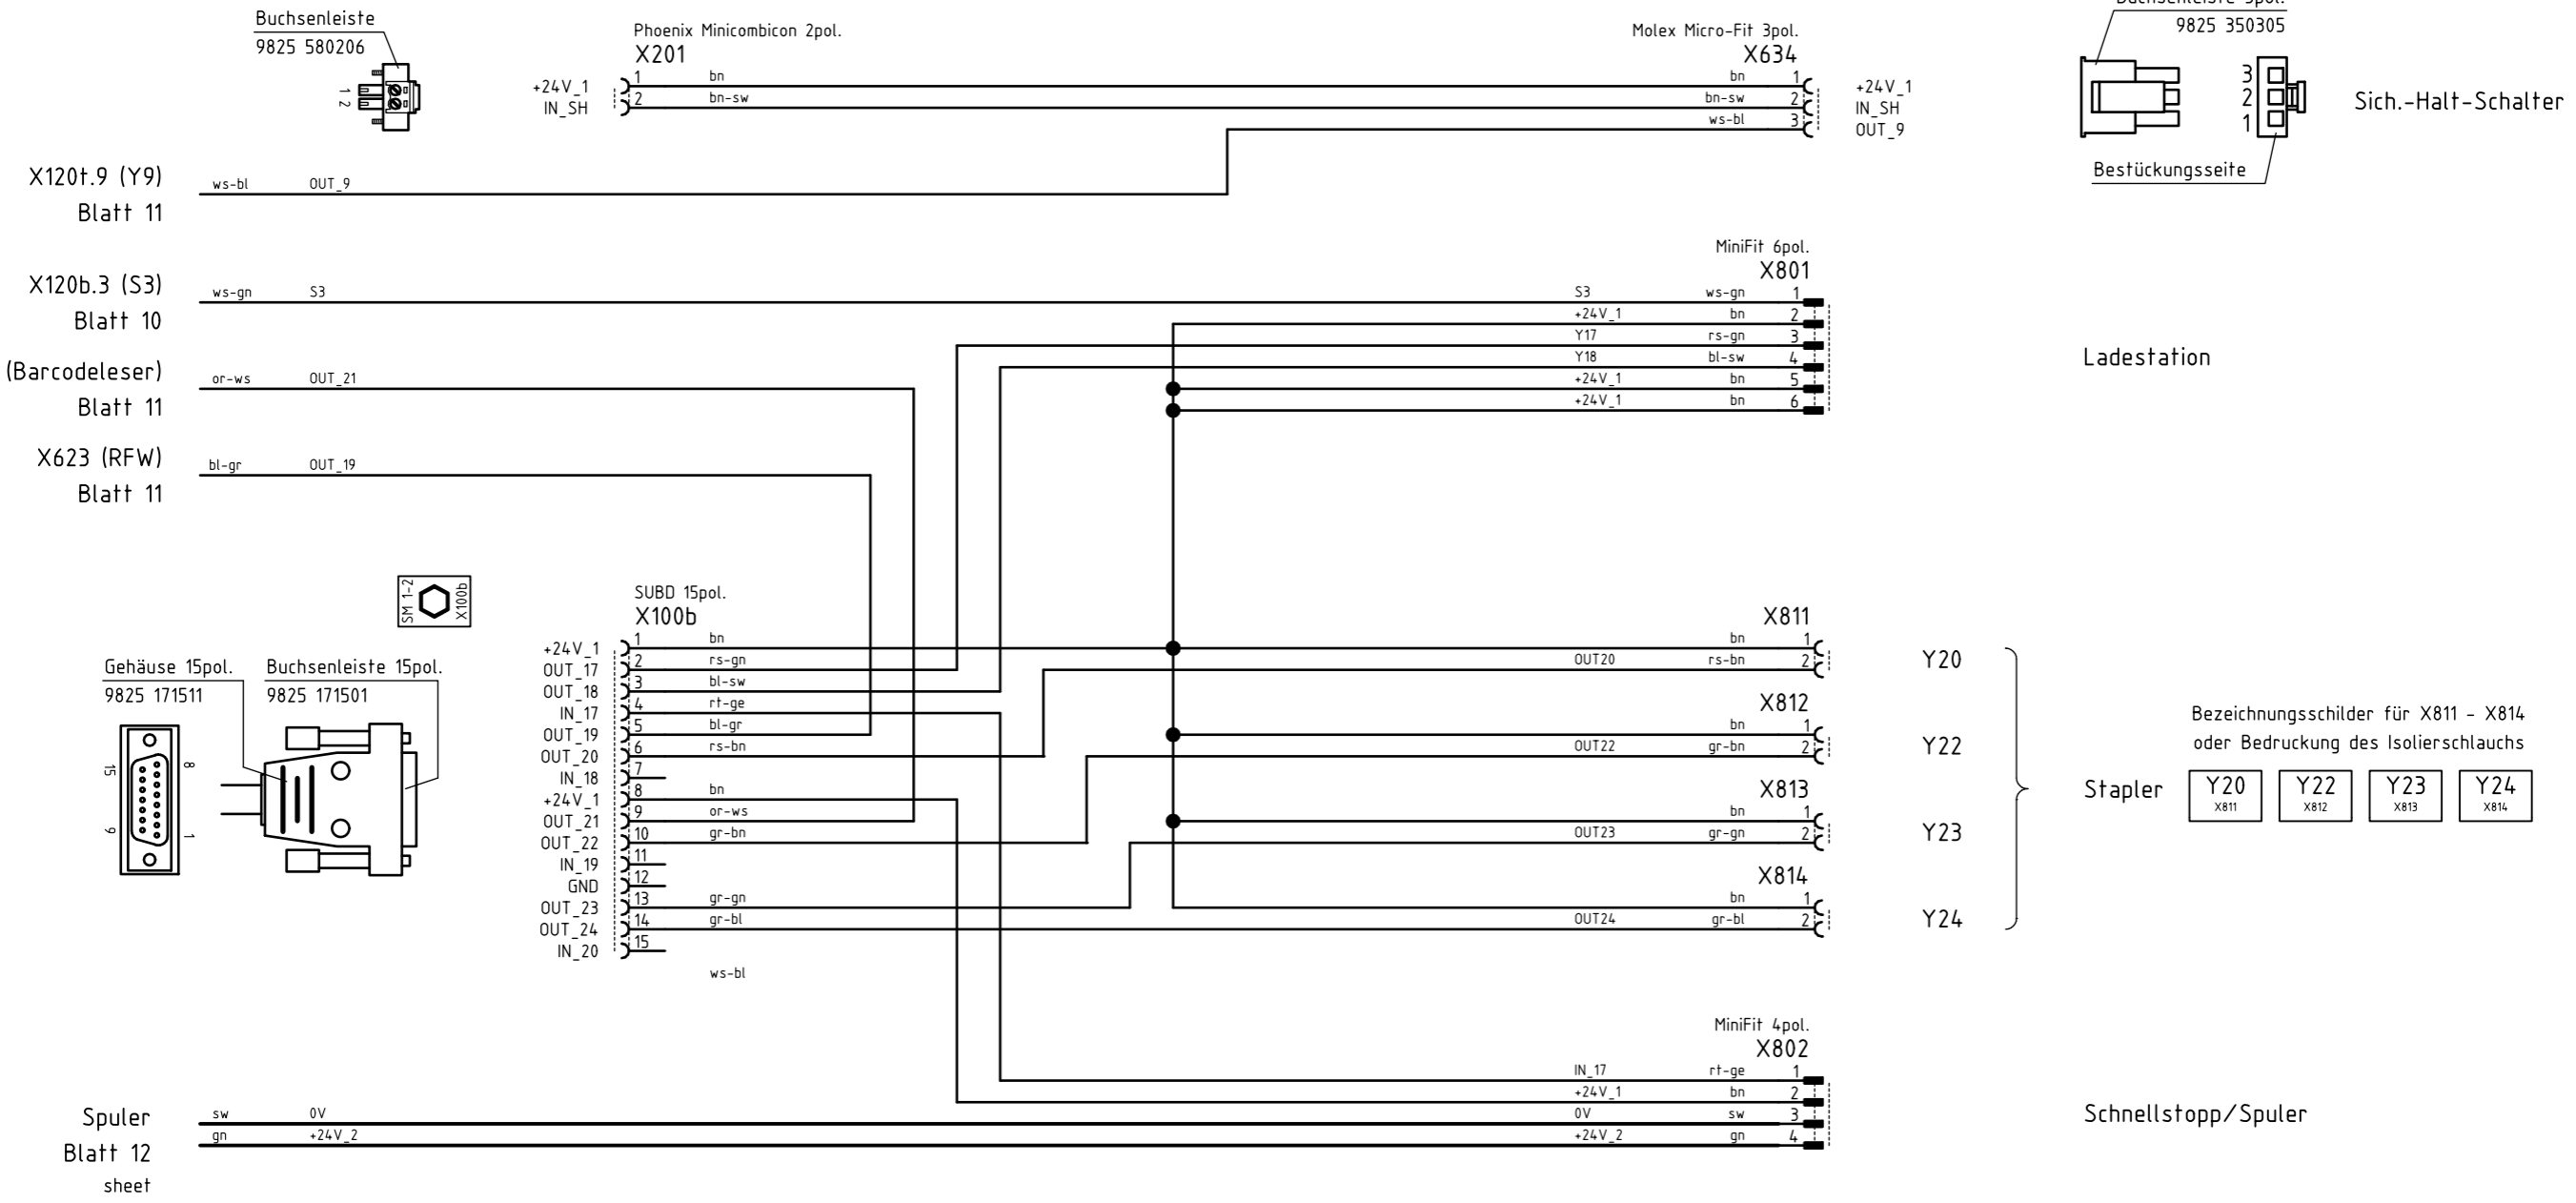 Buchsenleiste
9825 580206
1
2
Phoenix Minicombicon 2pol.
X201
+24V_1 1 bn
IN_SH 2 bn-sw
Molex Micro-Fit 3pol.
X634
bn 1 +24V_1
bn-sw 2 IN_SH
ws-bl 3 OUT_9
9825 350305
3
2
1
Sich.-Halt-Schalter
Bestückungsseite
X120t.9 (Y9)
Blatt 11
ws-bl OUT_9
X120b.3 (S3)
Blatt 10
ws-gn S3
(Barcodeleser)
Blatt 11
or-ws OUT_21
X623 (RFW)
Blatt 11
bl-gr OUT_19
MiniFit 6pol.
X801
S3 ws-gn 1
+24V_1 bn 2
Y17 rs-gn 3
Y18 bl-sw 4
+24V_1 bn 5
+24V_1 bn 6
Ladestation
SM 1-2
X100b
Gehäuse 15pol.
9825 171511
Buchsenleiste 15pol.
9825 171501
15
8
9
1
SUBD 15pol.
X100b
+24V_1 1 bn
OUT_17 2 rs-gn
OUT_18 3 bl-sw
IN_17 4 rt-ge
OUT_19 5 bl-gr
OUT_20 6 rs-bn
IN_18 7
+24V_1 8 bn
OUT_21 9 or-ws
OUT_22 10 gr-bn
IN_19 11
GND 12
OUT_23 13 gr-gn
OUT_24 14 gr-bl
IN_20 15
ws-bl
X811
bn 1
OUT20 rs-bn 2
Y20
X812
bn 1
OUT22 gr-bn 2
Y22
X813
bn 1
OUT23 gr-gn 2
Y23
X814
bn 1
OUT24 gr-bl 2
Y24
Stapler
Bezeichnungsschilder für X811 - X814
oder Bedruckung des Isolierschlauchs
Y20 Y22 Y23 Y24
X811 X812 X813 X814
MiniFit 4pol.
X802
IN_17 rt-ge 1
+24V_1 bn 2
0V sw 3
+24V_2 gn 4
Schnellstopp/Spuler
Spuler
Blatt 12
sheet
sw 0V
gn +24V_2